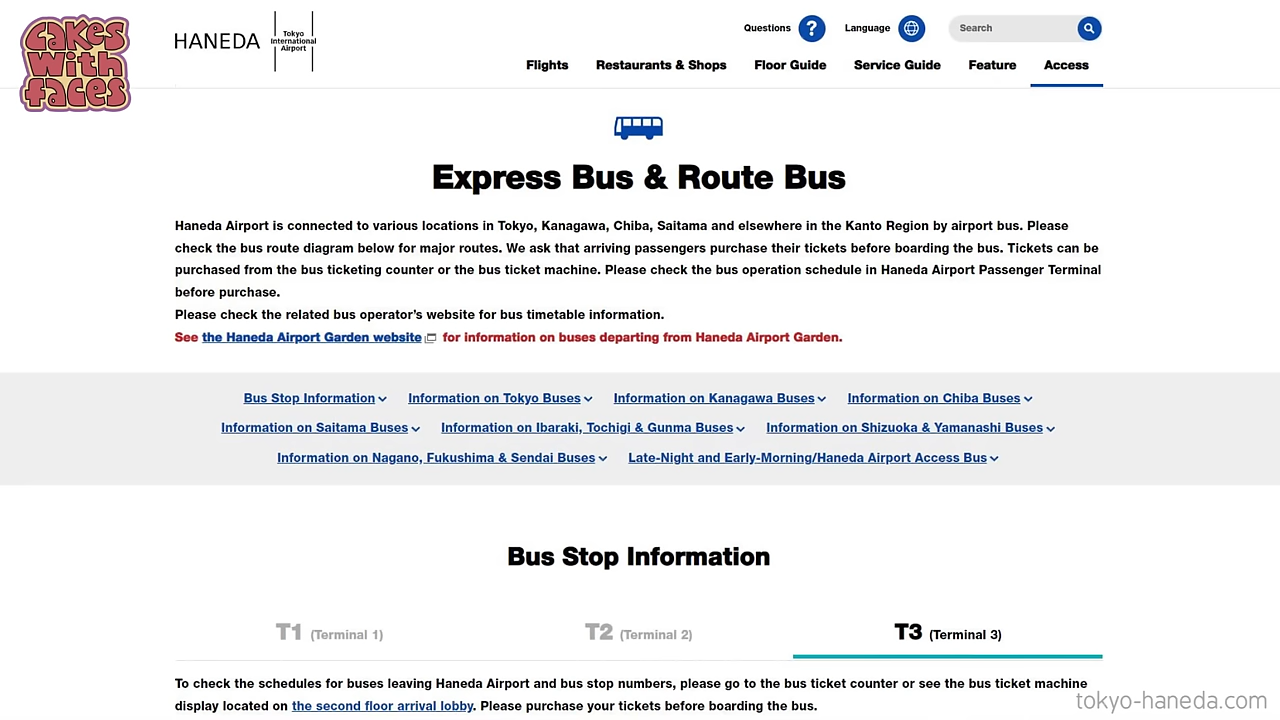 cakes
with
faces
HANEDA
Tokyo
International
Airport
Questions ? Language Search
Flights Restaurants & Shops Floor Guide Service Guide Feature Access
Express Bus & Route Bus
Haneda Airport is connected to various locations in Tokyo, Kanagawa, Chiba, Saitama and elsewhere in the Kanto Region by airport bus. Please
check the bus route diagram below for major routes. We ask that arriving passengers purchase their tickets before boarding the bus. Tickets can be
purchased from the bus ticketing counter or the bus ticket machine. Please check the bus operation schedule in Haneda Airport Passenger Terminal
before purchase.
Please check the related bus operator's website for bus timetable information.
See the Haneda Airport Garden website for information on buses departing from Haneda Airport Garden.
Bus Stop Information Information on Tokyo Buses Information on Kanagawa Buses Information on Chiba Buses
Information on Saitama Buses Information on Ibaraki, Tochigi & Gunma Buses Information on Shizuoka & Yamanashi Buses
Information on Nagano, Fukushima & Sendai Buses Late-Night and Early-Morning/Haneda Airport Access Bus
Bus Stop Information
T1 (Terminal 1) T2 (Terminal 2) T3 (Terminal 3)
To check the schedules for buses leaving Haneda Airport and bus stop numbers, please go to the bus ticket counter or see the bus ticket machine
display located on the second floor arrival lobby. Please purchase your tickets before boarding the bus.
tokyo-haneda.com